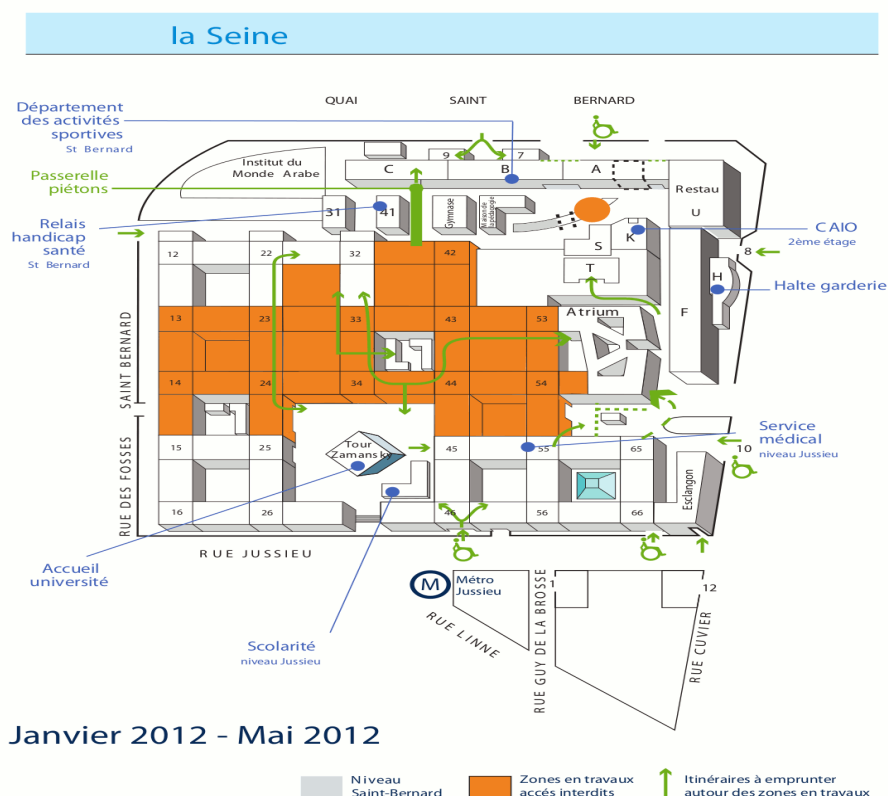 la Seine
QUAI SAINT BERNARD
Département
des activités
sportives
St Bernard
9
7
C
B
A
Institut du
Monde Arabe
Passerelle
piétons
Restau
U
31
41
Gymnase
Maison de
la pédagogie
Relais
handicap
santé
St Bernard
S
K
CAIO
2ème étage
12
22
32
42
8
T
H
Halte garderie
Atrium
F
13
23
33
43
53
SAINT BERNARD
14
24
34
44
54
RUE DES FOSSES
15
25
Tour
Zamansky
45
55
65
Service
médical
niveau Jussieu
10
Esclangon
16
26
46
56
66
RUE JUSSIEU
Accueil
université
M
Métro
Jussieu
1
12
RUE LINNE
RUE GUY DE LA BROSSE
RUE CUVIER
Scolarité
niveau Jussieu
Janvier 2012 - Mai 2012
Niveau
Saint-Bernard
Zones en travaux
accés interdits
Itinéraires à emprunter
autour des zones en travaux